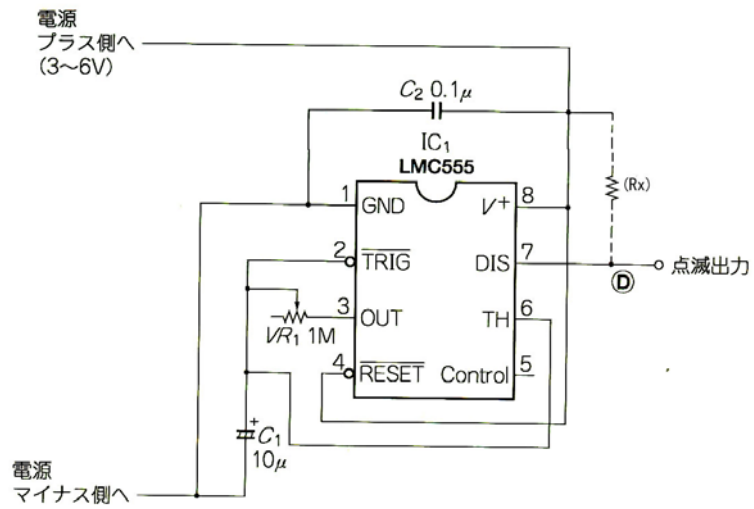 電源
プラス側へ
(3〜6V)
C₂ 0.1μ
IC₁
LMC555
1 GND
V⁺ 8
(Rx)
2 TRIG
DIS 7
点滅出力
D
3 OUT
TH 6
VR₁ 1M
4 RESET
Control 5
+
C₁
10μ
電源
マイナス側へ